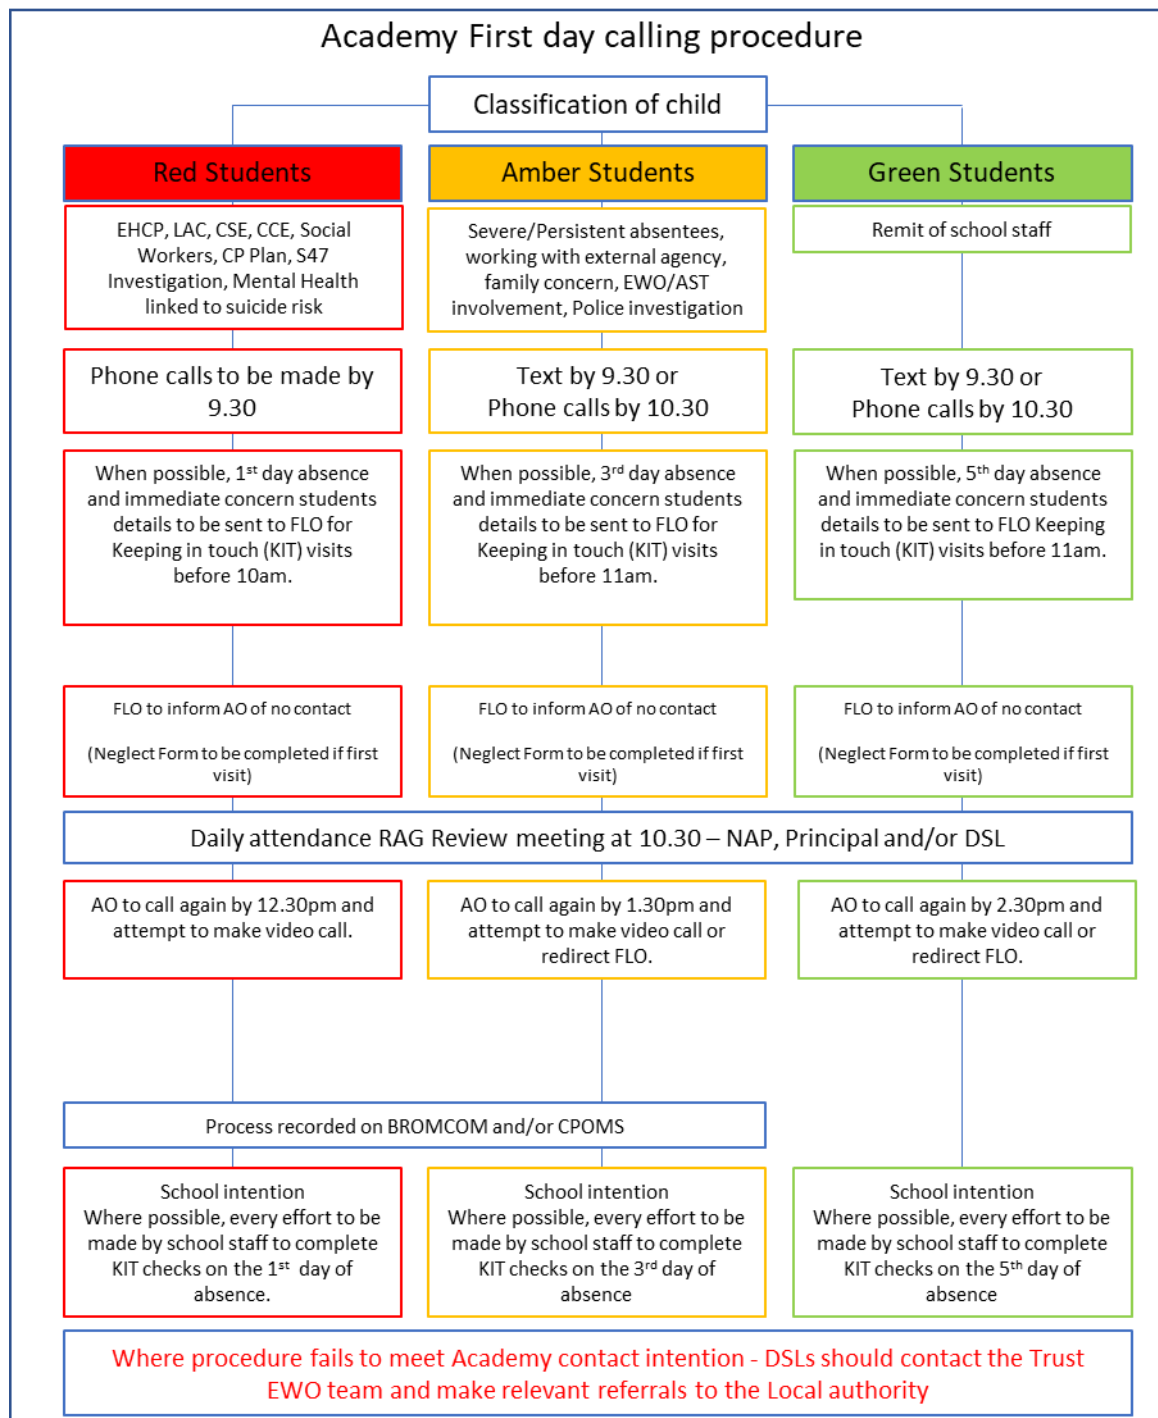 Academy First day calling procedure
Classification of child
Red Students
Amber Students
Green Students
EHCP, LAC, CSE, CCE, Social
Workers, CP Plan, S47
Investigation, Mental Health
linked to suicide risk
Severe/Persistent absentees,
working with external agency,
family concern, EWO/AST
involvement, Police investigation
Remit of school staff
Phone calls to be made by
9.30
Text by 9.30 or
Phone calls by 10.30
Text by 9.30 or
Phone calls by 10.30
When possible, 1st day absence
and immediate concern students
details to be sent to FLO for
Keeping in touch (KIT) visits
before 10am.
When possible, 3rd day absence
and immediate concern students
details to be sent to FLO for
Keeping in touch (KIT) visits
before 11am.
When possible, 5th day absence
and immediate concern students
details to be sent to FLO Keeping
in touch (KIT) visits before 11am.
FLO to inform AO of no contact
(Neglect Form to be completed if first
visit)
FLO to inform AO of no contact
(Neglect Form to be completed if first
visit)
FLO to inform AO of no contact
(Neglect Form to be completed if first
visit)
Daily attendance RAG Review meeting at 10.30 – NAP, Principal and/or DSL
AO to call again by 12.30pm and
attempt to make video call.
AO to call again by 1.30pm and
attempt to make video call or
redirect FLO.
AO to call again by 2.30pm and
attempt to make video call or
redirect FLO.
Process recorded on BROMCOM and/or CPOMS
School intention
Where possible, every effort to be
made by school staff to complete
KIT checks on the 1st day of
absence.
School intention
Where possible, every effort to be
made by school staff to complete
KIT checks on the 3rd day of
absence
School intention
Where possible, every effort to be
made by school staff to complete
KIT checks on the 5th day of
absence
Where procedure fails to meet Academy contact intention - DSLs should contact the Trust
EWO team and make relevant referrals to the Local authority